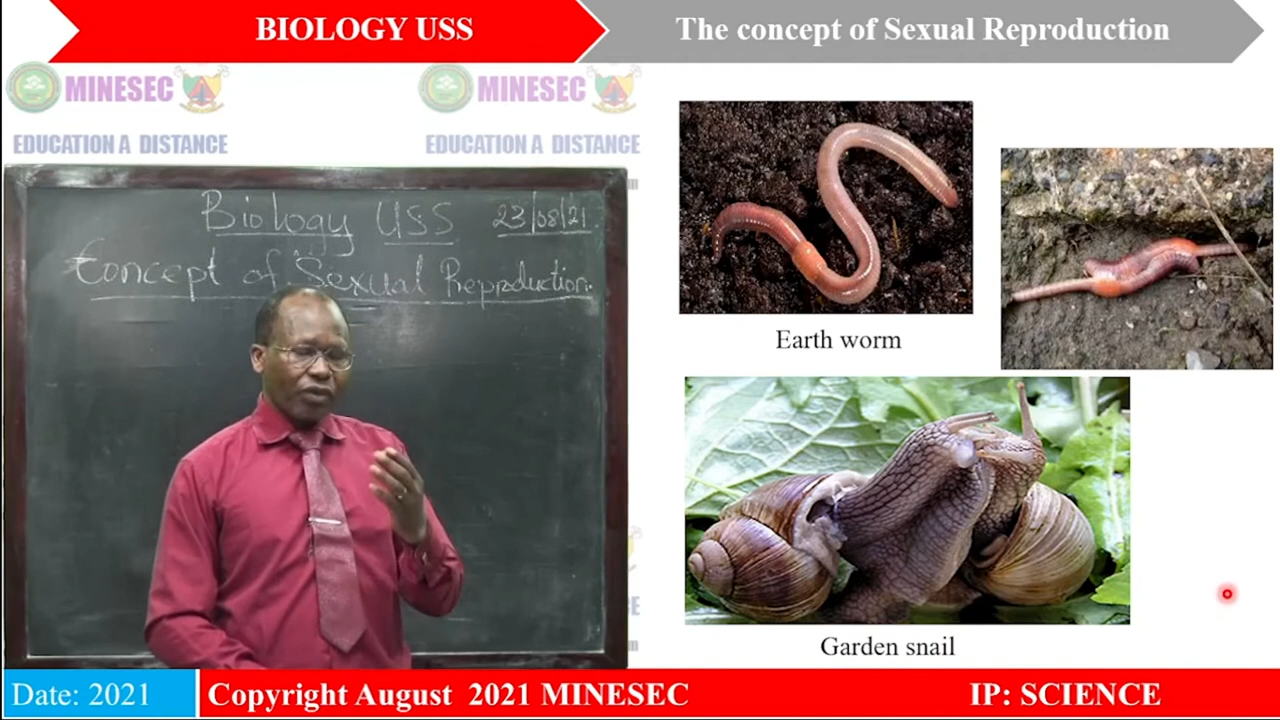 BIOLOGY USS
The concept of Sexual Reproduction
MINESEC
MINESEC
EDUCATION A DISTANCE
EDUCATION A DISTANCE
Biology USS 23/08/21
Concept of Sexual Reproduction.
Earth worm
Garden snail
Date: 2021
Copyright August 2021 MINESEC
IP: SCIENCE